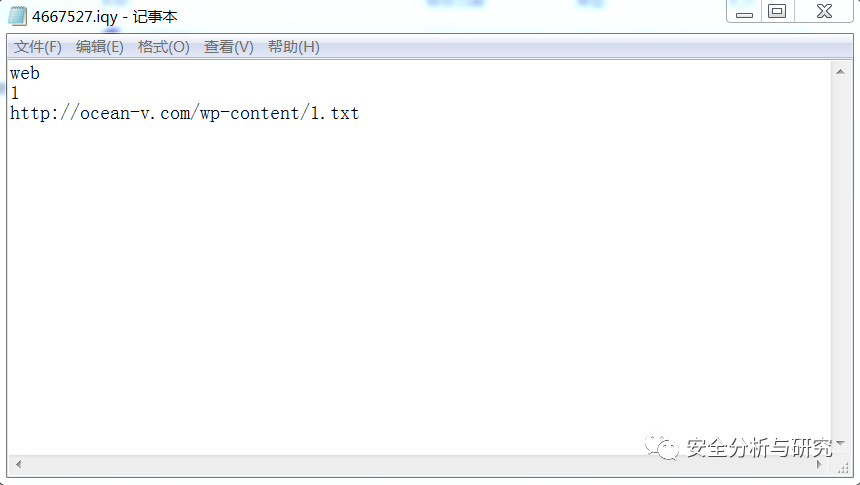 4667527.iqy - 记事本
文件(F) 编辑(E) 格式(O) 查看(V) 帮助(H)
web
1
http://ocean-v.com/wp-content/1.txt
安全分析与研究